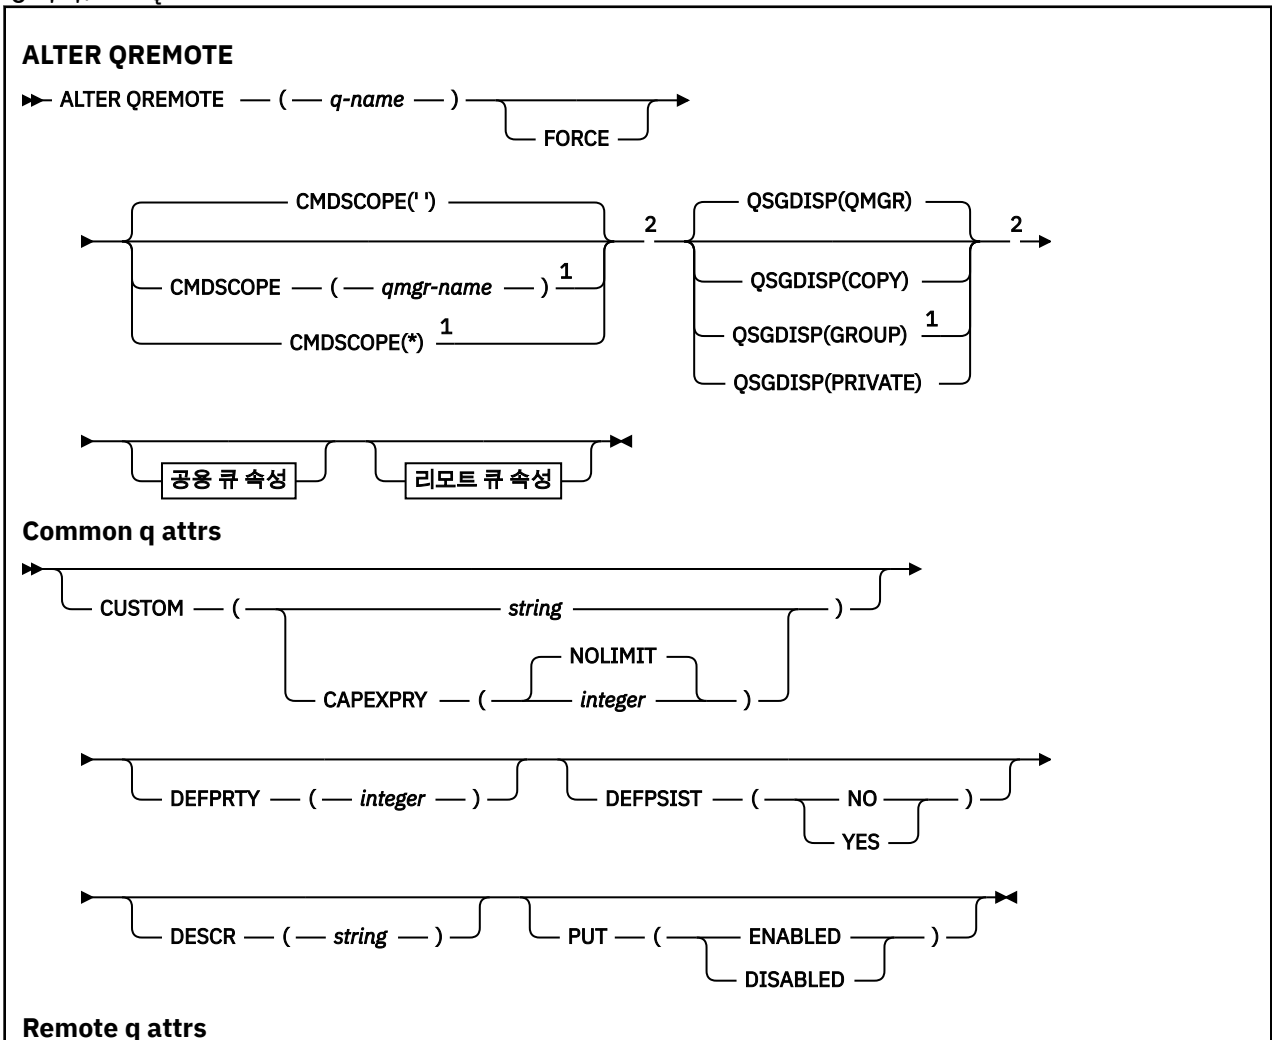 ALTER QREMOTE
ALTER QREMOTE ( q-name )
FORCE
CMDSCOPE(' ') QSGDISP(QMGR)
2 2
CMDSCOPE ( qmgr-name ) 1 QSGDISP(COPY)
CMDSCOPE(*) 1 QSGDISP(GROUP) 1
QSGDISP(PRIVATE)
공용 큐 속성 리모트 큐 속성
Common q attrs
CUSTOM ( string )
NOLIMIT
CAPEXPRY ( integer )
DEFPRTY ( integer ) DEFPSIST ( NO )
YES
DESCR ( string ) PUT ( ENABLED )
DISABLED
Remote q attrs